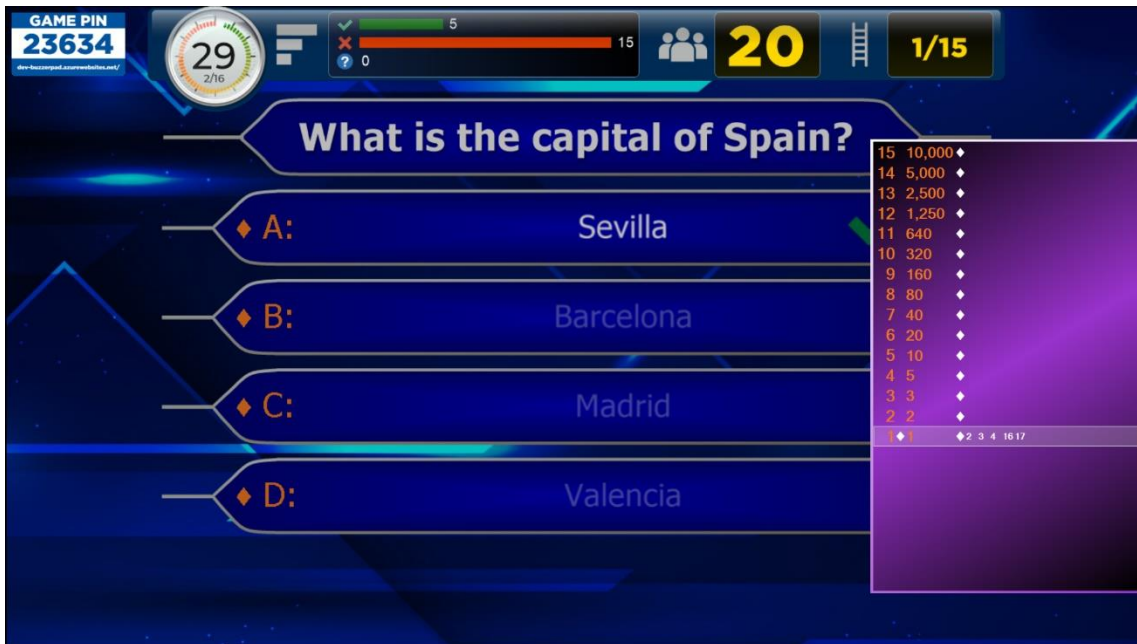 GAME PIN
23634
dev-buzzerpad.azurewebsites.net/
29
2/16
5
15
0
20
1/15
What is the capital of Spain?
A: Sevilla
B: Barcelona
C: Madrid
D: Valencia
15 10,000
14 5,000
13 2,500
12 1,250
11 640
10 320
9 160
8 80
7 40
6 20
5 10
4 5
3 3
2 2
1 1 2 3 4 16 17